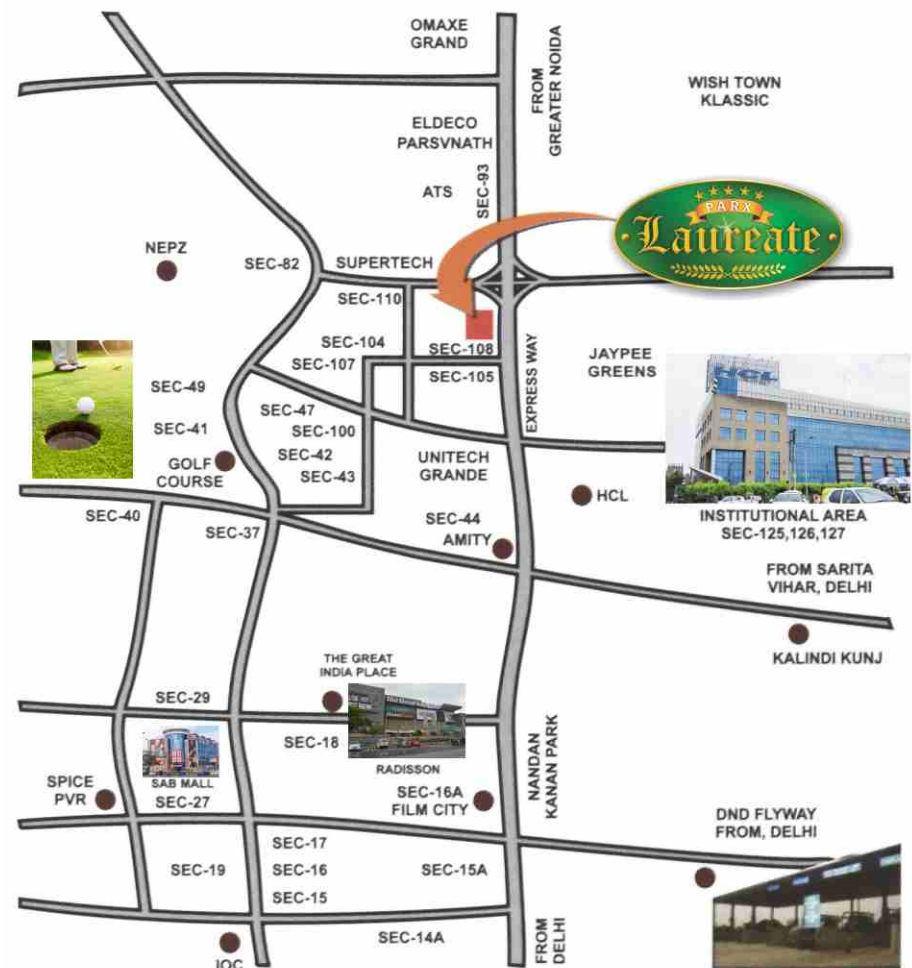 OMAXE
GRAND
FROM
GREATER NOIDA
WISH TOWN
KLASSIC
ELDECO
PARSVNATH
ATS
SEC-93
PARX
Laureate
NEPZ
SEC-82
SUPERTECH
SEC-110
SEC-104
SEC-107
SEC-108
SEC-105
EXPRESS WAY
JAYPEE
GREENS
HCL
SEC-49
SEC-41
SEC-47
SEC-100
SEC-42
SEC-43
GOLF
COURSE
UNITECH
GRANDE
HCL
INSTITUTIONAL AREA
SEC-125,126,127
SEC-40
SEC-37
SEC-44
AMITY
FROM SARITA
VIHAR, DELHI
KALINDI KUNJ
THE GREAT
INDIA PLACE
SEC-29
SEC-18
RADISSON
SAB MALL
SEC-27
SPICE
PVR
SEC-16A
FILM CITY
NANDAN
KANAN PARK
DND FLYWAY
FROM, DELHI
SEC-17
SEC-19
SEC-16
SEC-15A
SEC-15
SEC-14A
FROM
DELHI
IOC